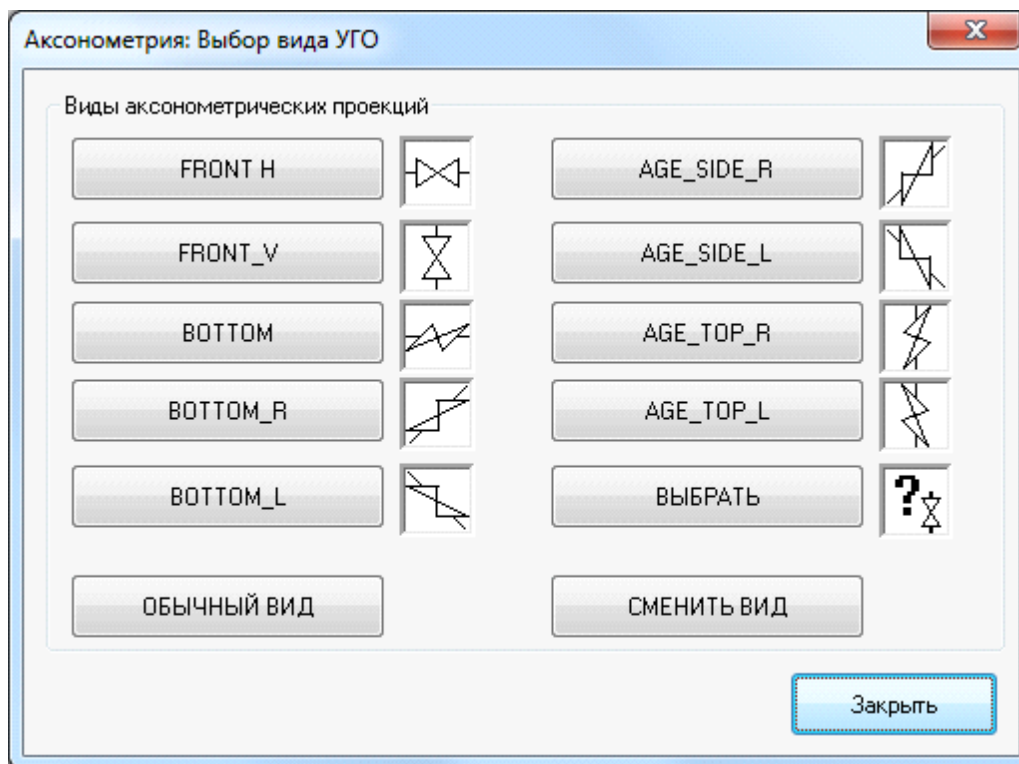 Аксонометрия: Выбор вида УГО
Виды аксонометрических проекций
FRONT H
AGE_SIDE_R
FRONT_V
AGE_SIDE_L
BOTTOM
AGE_TOP_R
BOTTOM_R
AGE_TOP_L
BOTTOM_L
ВЫБРАТЬ
?
ОБЫЧНЫЙ ВИД
СМЕНИТЬ ВИД
Закрыть